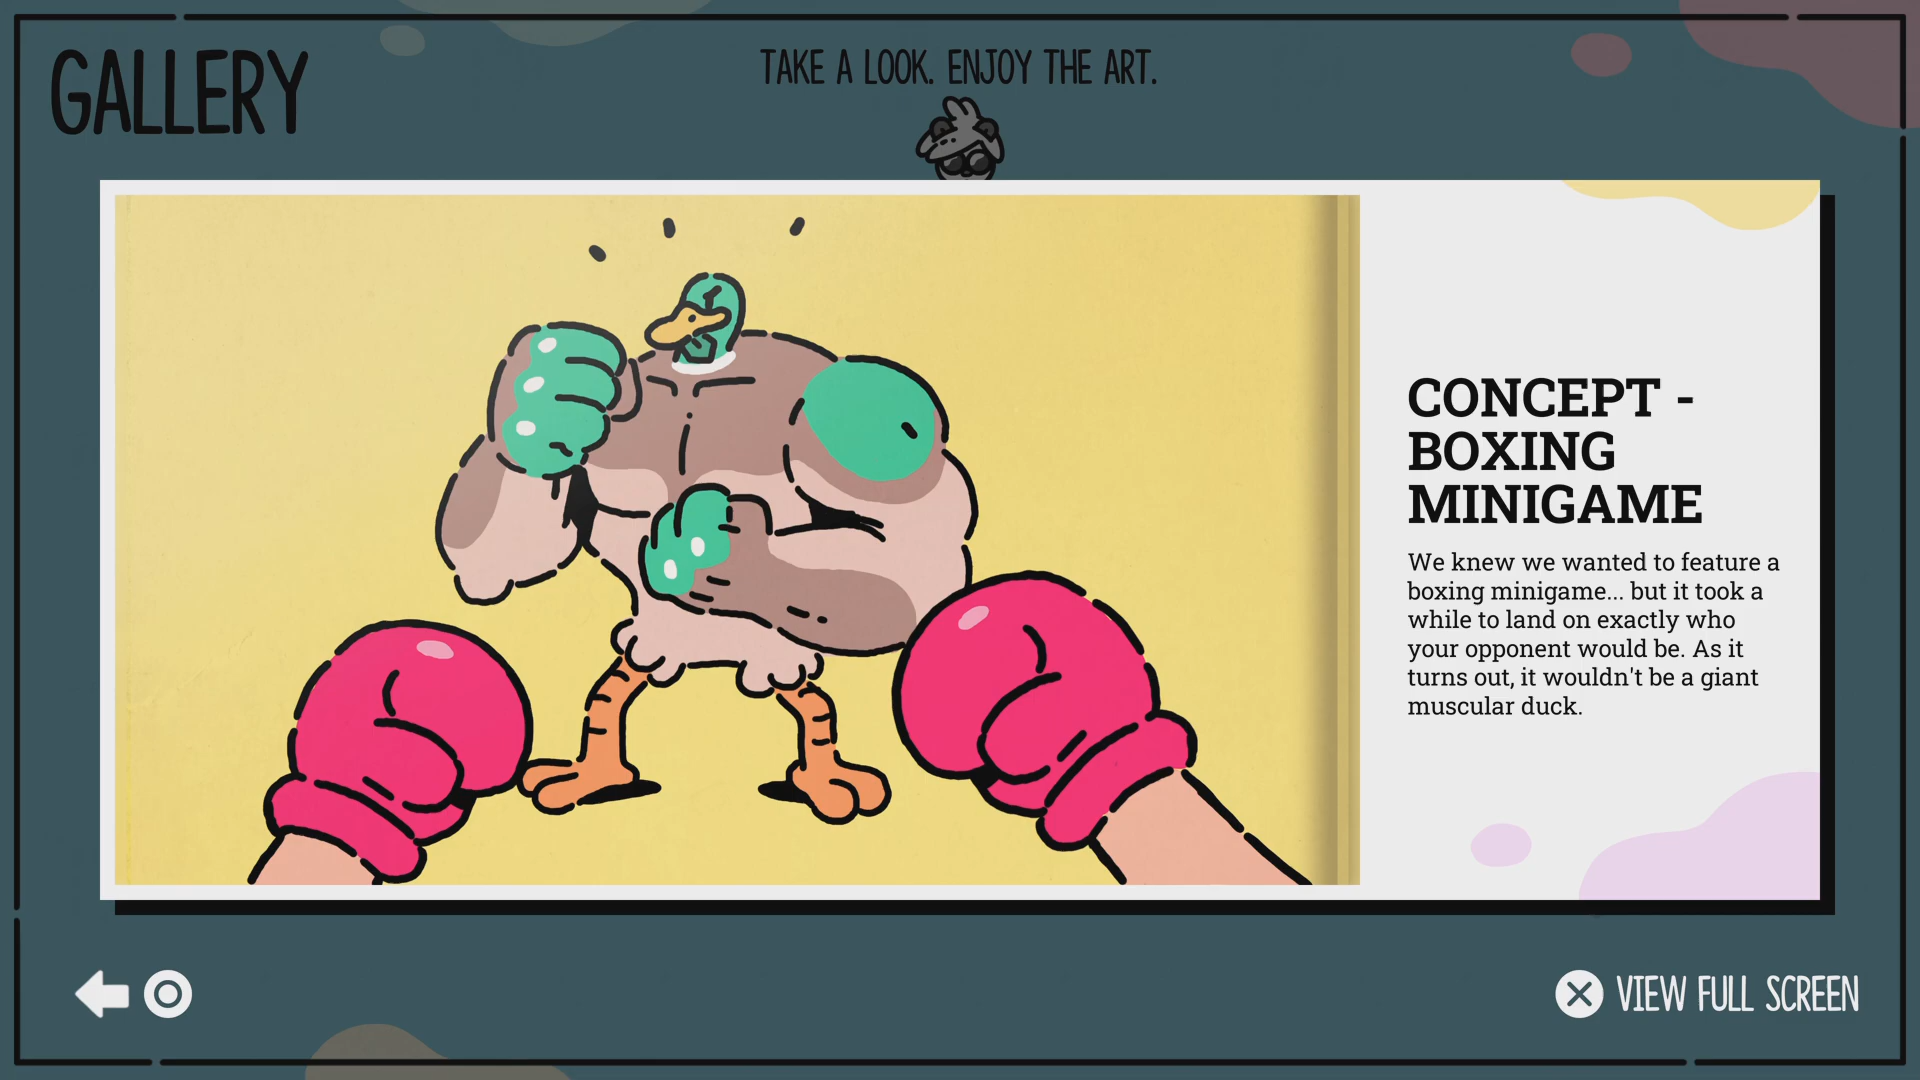 GALLERY
TAKE A LOOK. ENJOY THE ART.
CONCEPT -
BOXING
MINIGAME
We knew we wanted to feature a
boxing minigame... but it took a
while to land on exactly who
your opponent would be. As it
turns out, it wouldn't be a giant
muscular duck.
VIEW FULL SCREEN